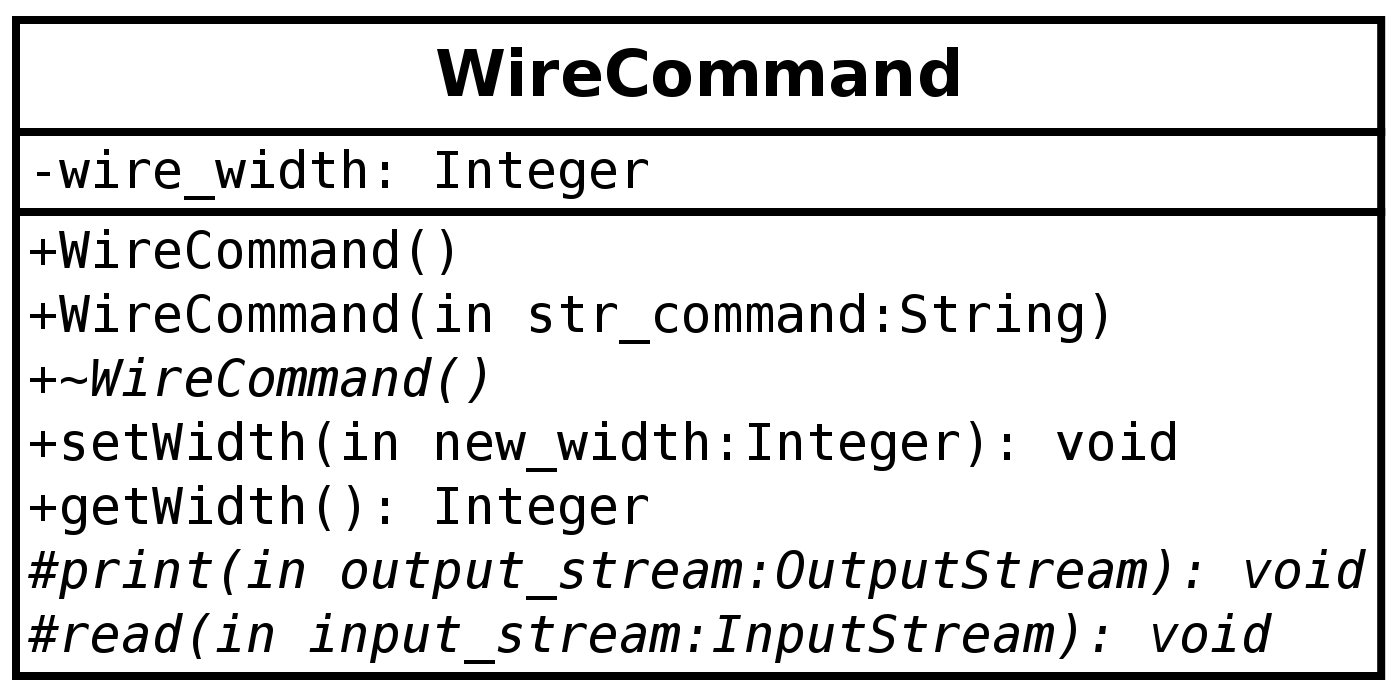 WireCommand
-wire_width: Integer
+WireCommand()
+WireCommand(in str_command:String)
+~WireCommand()
+setWidth(in new_width:Integer): void
+getWidth(): Integer
#print(in output_stream:OutputStream): void
#read(in input_stream:InputStream): void